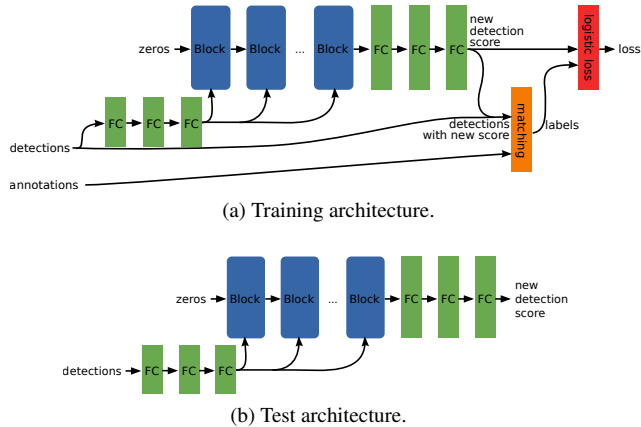 zeros Block Block ... Block FC FC FC
new
detection
score
logistic loss
loss
FC FC FC
detections
detections
with new score
matching
labels
annotations
(a) Training architecture.
zeros Block Block ... Block FC FC FC
new
detection
score
detections FC FC FC
(b) Test architecture.